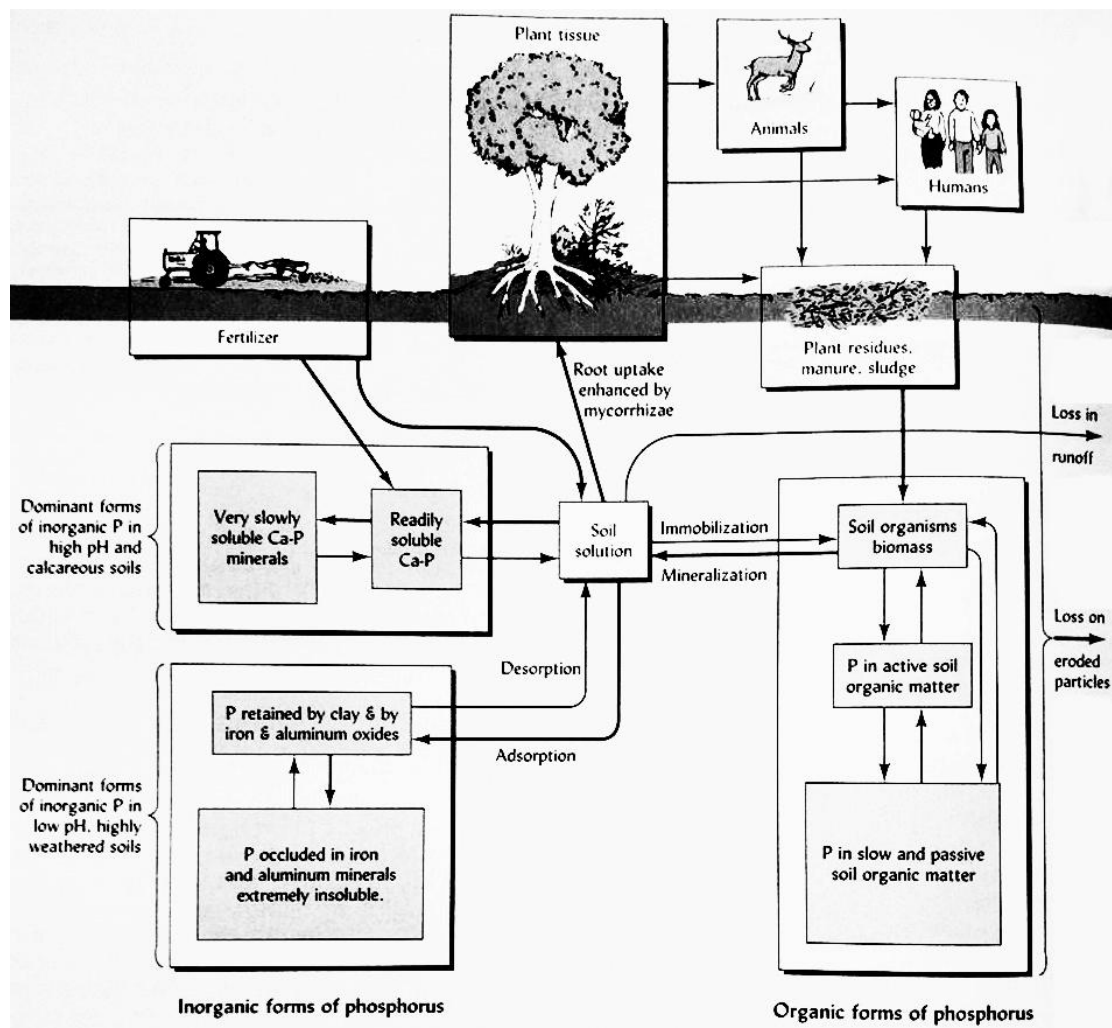 Plant tissue
Animals
Humans
Fertilizer
Plant residues,
manure, sludge
Root uptake
enhanced by
mycorrhizae
Loss in
runoff
Dominant forms
of inorganic P in
high pH and
calcareous soils
Very slowly
soluble Ca-P
minerals
Readily
soluble
Ca-P
Soil
solution
Immobilization
Mineralization
Soil organisms
biomass
Loss on
eroded
particles
Desorption
P in active soil
organic matter
P retained by clay & by
iron & aluminum oxides
Adsorption
Dominant forms
of inorganic P in
low pH, highly
weathered soils
P occluded in iron
and aluminum minerals
extremely insoluble.
P in slow and passive
soil organic matter
Inorganic forms of phosphorus
Organic forms of phosphorus